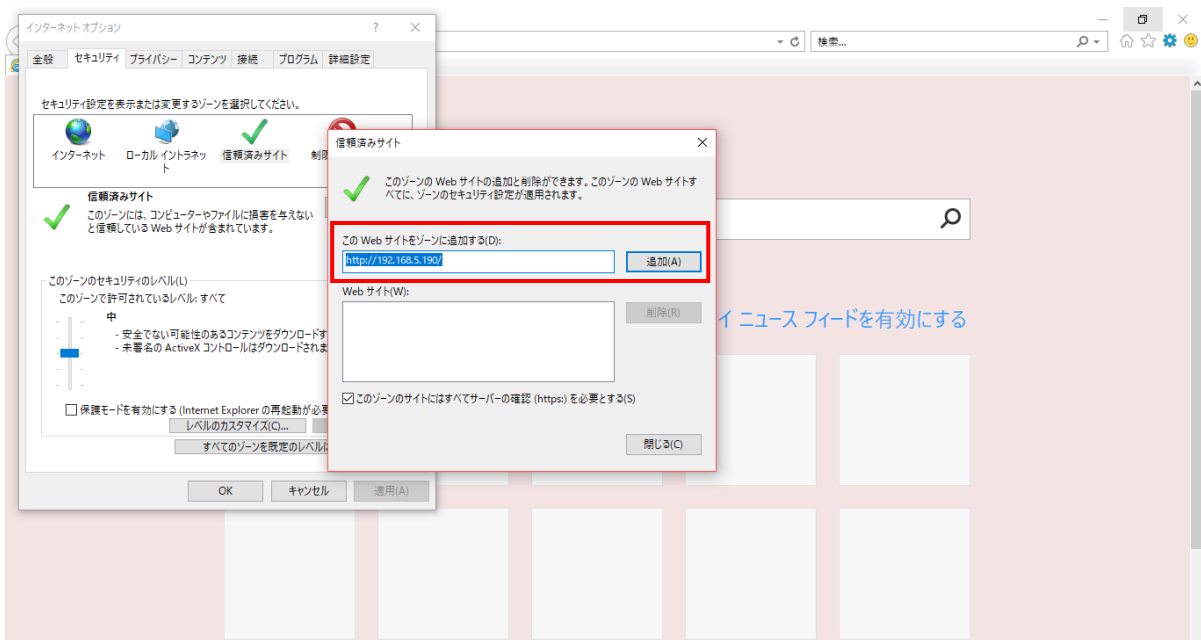 インターネット オプション
?
検索...
全般 セキュリティ プライバシー コンテンツ 接続 プログラム 詳細設定
セキュリティ設定を表示または変更するゾーンを選択してください。
インターネット
ローカル イントラネット
信頼済みサイト
制限
信頼済みサイト
このゾーンには、コンピューターやファイルに損害を与えない
と信頼している Web サイトが含まれています。
このゾーンのセキュリティのレベル(L)
このゾーンで許可されているレベル: すべて
中
- 安全でない可能性のあるコンテンツをダウンロードす
- 未署名の ActiveX コントロールはダウンロードされま
保護モードを有効にする (Internet Explorer の再起動が必要
レベルのカスタマイズ(C)...
すべてのゾーンを既定のレベルに
OK
キャンセル
適用(A)
信頼済みサイト
このゾーンの Web サイトの追加と削除ができます。このゾーンの Web サイトす
べてに、ゾーンのセキュリティ設定が適用されます。
この Web サイトをゾーンに追加する(D):
http://192.168.5.190/
追加(A)
Web サイト(W):
削除(R)
このゾーンのサイトにはすべてサーバーの確認 (https:) を必要とする(S)
閉じる(C)
イ ニュース フィードを有効にする